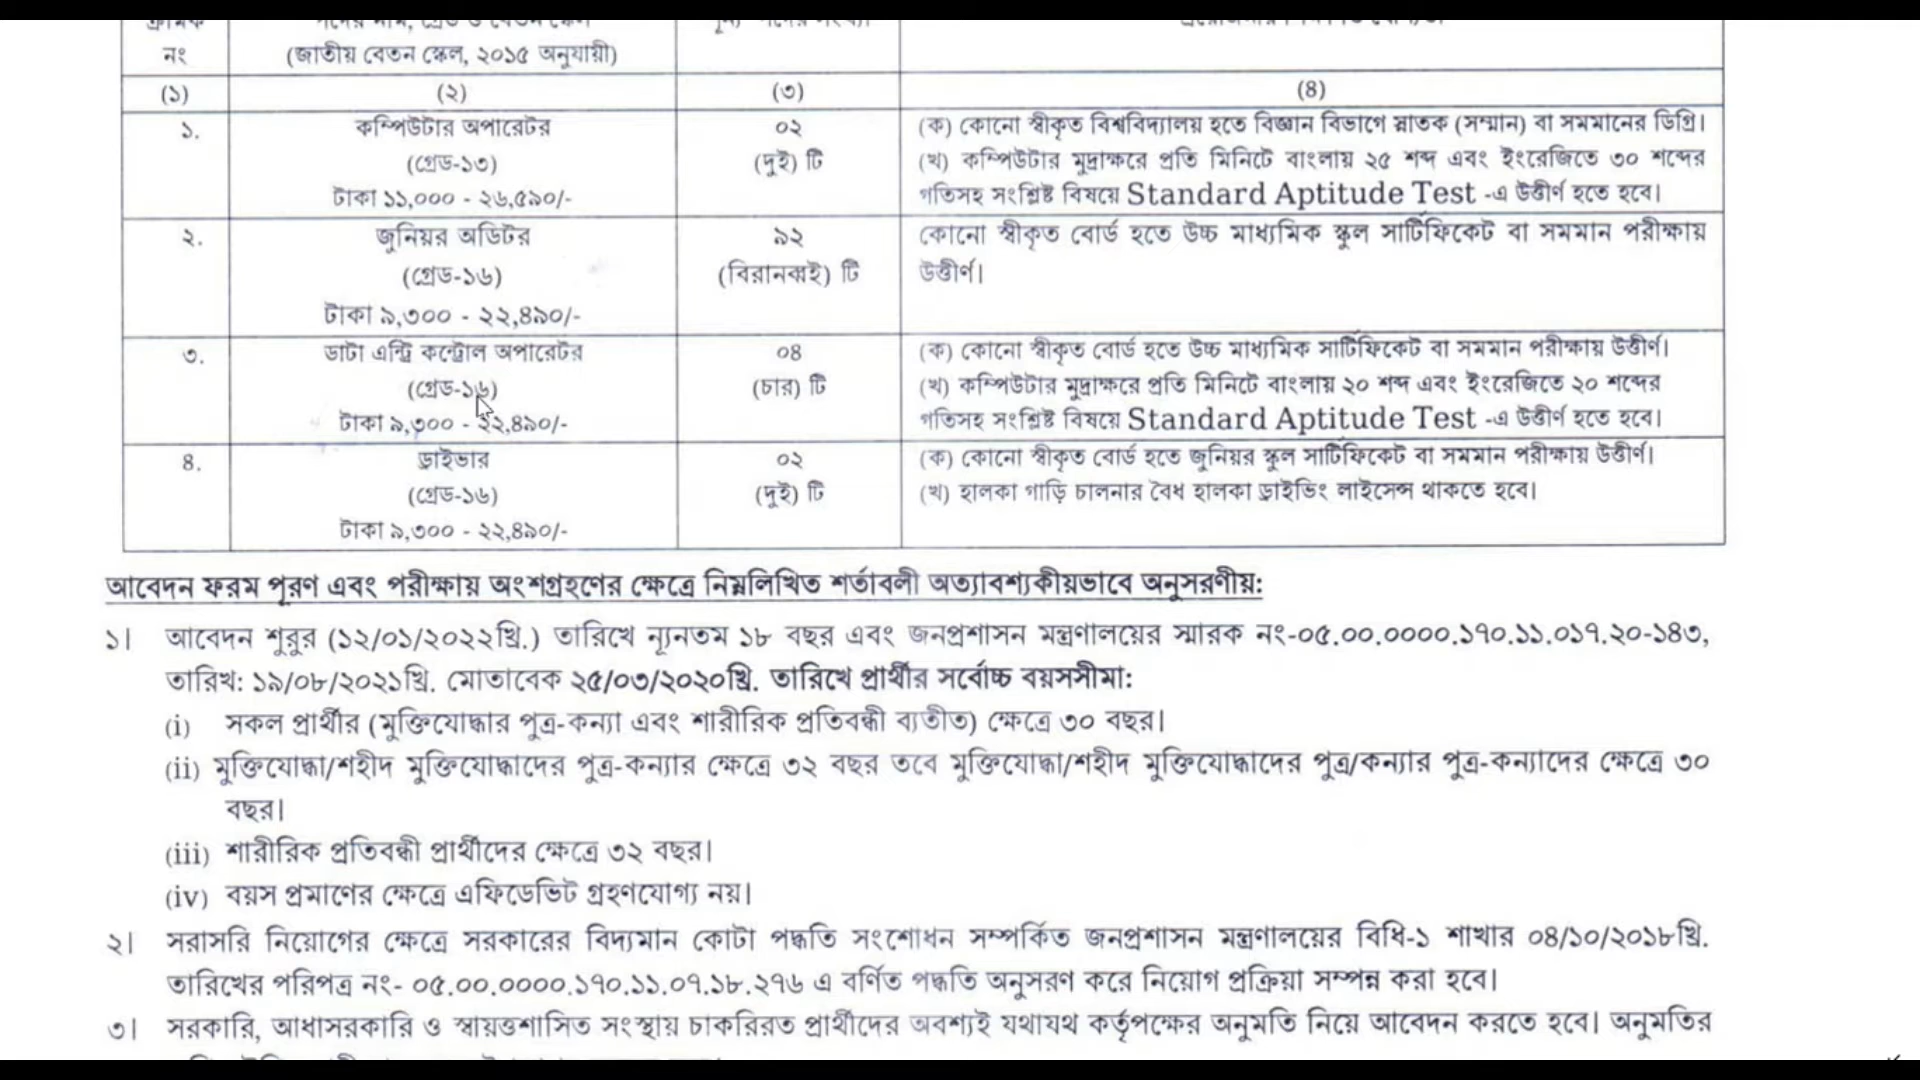 নং
(জাতীয় বেতন স্কেল, ২০১৫ অনুযায়ী)
(১) (২) (৩) (৪)
১. কম্পিউটার অপারেটর ০২ (ক) কোনো স্বীকৃত বিশ্ববিদ্যালয় হতে বিজ্ঞান বিভাগে স্নাতক (সম্মান) বা সমমানের ডিগ্রি।
(গ্রেড-১৩) (দুই) টি (খ) কম্পিউটার মুদ্রাক্ষরে প্রতি মিনিটে বাংলায় ২৫ শব্দ এবং ইংরেজিতে ৩০ শব্দের
টাকা ১১,০০০ - ২৬,৫৯০/- গতিসহ সংশ্লিষ্ট বিষয়ে Standard Aptitude Test -এ উত্তীর্ণ হতে হবে।
২. জুনিয়র অডিটর ৯২ কোনো স্বীকৃত বোর্ড হতে উচ্চ মাধ্যমিক স্কুল সার্টিফিকেট বা সমমান পরীক্ষায়
(গ্রেড-১৬) (বিরানব্বই) টি উত্তীর্ণ।
টাকা ৯,৩০০ - ২২,৪৯০/-
৩. ডাটা এন্ট্রি কন্ট্রোল অপারেটর ০৪ (ক) কোনো স্বীকৃত বোর্ড হতে উচ্চ মাধ্যমিক সার্টিফিকেট বা সমমান পরীক্ষায় উত্তীর্ণ।
(গ্রেড-১৬) (চার) টি (খ) কম্পিউটার মুদ্রাক্ষরে প্রতি মিনিটে বাংলায় ২০ শব্দ এবং ইংরেজিতে ২০ শব্দের
টাকা ৯,৩০০ - ২২,৪৯০/- গতিসহ সংশ্লিষ্ট বিষয়ে Standard Aptitude Test -এ উত্তীর্ণ হতে হবে।
৪. ড্রাইভার ০২ (ক) কোনো স্বীকৃত বোর্ড হতে জুনিয়র স্কুল সার্টিফিকেট বা সমমান পরীক্ষায় উত্তীর্ণ।
(গ্রেড-১৬) (দুই) টি (খ) হালকা গাড়ি চালনার বৈধ হালকা ড্রাইভিং লাইসেন্স থাকতে হবে।
টাকা ৯,৩০০ - ২২,৪৯০/-
আবেদন ফরম পূরণ এবং পরীক্ষায় অংশগ্রহণের ক্ষেত্রে নিম্নলিখিত শর্তাবলী অত্যাবশ্যকীয়ভাবে অনুসরণীয়:
১। আবেদন শুরুর (১২/০১/২০২২খ্রি.) তারিখে ন্যূনতম ১৮ বছর এবং জনপ্রশাসন মন্ত্রণালয়ের স্মারক নং-০৫.০০.০০০০.১৭০.১১.০১৭.২০-১৪৩,
তারিখ: ১৯/০৮/২০২১খ্রি. মোতাবেক ২৫/০৩/২০২০খ্রি. তারিখে প্রার্থীর সর্বোচ্চ বয়সসীমা:
(i) সকল প্রার্থীর (মুক্তিযোদ্ধার পুত্র-কন্যা এবং শারীরিক প্রতিবন্ধী ব্যতীত) ক্ষেত্রে ৩০ বছর।
(ii) মুক্তিযোদ্ধা/শহীদ মুক্তিযোদ্ধাদের পুত্র-কন্যার ক্ষেত্রে ৩২ বছর তবে মুক্তিযোদ্ধা/শহীদ মুক্তিযোদ্ধাদের পুত্র/কন্যার পুত্র-কন্যাদের ক্ষেত্রে ৩০
বছর।
(iii) শারীরিক প্রতিবন্ধী প্রার্থীদের ক্ষেত্রে ৩২ বছর।
(iv) বয়স প্রমাণের ক্ষেত্রে এফিডেভিট গ্রহণযোগ্য নয়।
২। সরাসরি নিয়োগের ক্ষেত্রে সরকারের বিদ্যমান কোটা পদ্ধতি সংশোধন সম্পর্কিত জনপ্রশাসন মন্ত্রণালয়ের বিধি-১ শাখার ০৪/১০/২০১৮খ্রি.
তারিখের পরিপত্র নং- ০৫.০০.০০০০.১৭০.১১.০৭.১৮.২৭৬ এ বর্ণিত পদ্ধতি অনুসরণ করে নিয়োগ প্রক্রিয়া সম্পন্ন করা হবে।
৩। সরকারি, আধাসরকারি ও স্বায়ত্তশাসিত সংস্থায় চাকরিরত প্রার্থীদের অবশ্যই যথাযথ কর্তৃপক্ষের অনুমতি নিয়ে আবেদন করতে হবে। অনুমতির